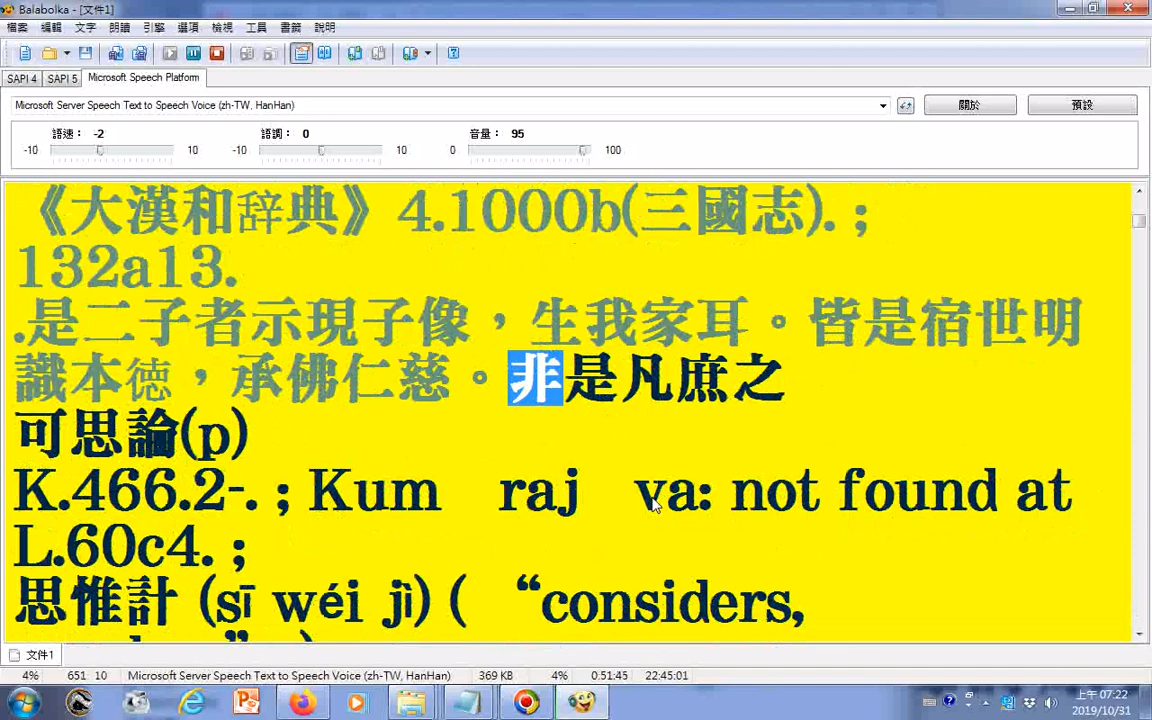 Balabolka - [文件1]
檔案 編輯 文字 朗讀 引擎 選項 檢視 工具 書籤 說明
SAPI 4 SAPI 5 Microsoft Speech Platform
Microsoft Server Speech Text to Speech Voice (zh-TW, HanHan) 關於 預設
語速： -2 語調： 0 音量： 95
-10 10 -10 10 0 100
《大漢和辞典》4.1000b(三國志). ;
132a13.
.是二子者示現子像，生我家耳。皆是宿世明
識本德，承佛仁慈。非是凡庶之
可思論(p)
K.466.2-. ; Kum raj va: not found at
L.60c4. ;
思惟計 (sī wéi jì) ( “considers,
文件1
4% 651 10 Microsoft Server Speech Text to Speech Voice (zh-TW, HanHan) 369 KB 4% 0:51:45 22:45:01
上午 07:22
2019/10/31